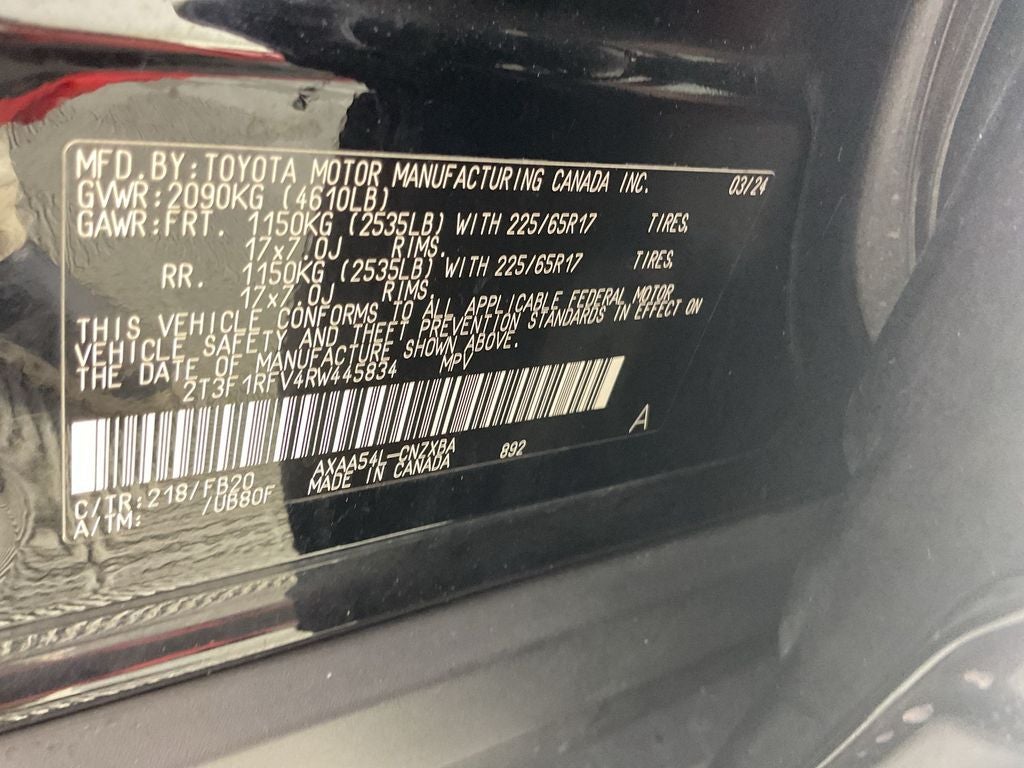 MFD.BY:TOYOTA MOTOR MANUFACTURING CANADA INC. 03/24
GVWR:2090KG (4610LB)
GAWR:FRT. 1150KG (2535LB) WITH 225/65R17 TIRES,
17x7.0J RIMS.
RR. 1150KG (2535LB) WITH 225/65R17 TIRES,
17x7.0J RIMS.
THIS VEHICLE CONFORMS TO ALL APPLICABLE FEDERAL MOTOR
VEHICLE SAFETY AND THEFT PREVENTION STANDARDS IN EFFECT ON
THE DATE OF MANUFACTURE SHOWN ABOVE.
2T3F1RFV4RW445834 MPV
A
C/TR:218/FB20 AXAA54L-CNZXBA 892
A/TM: /UB80F MADE IN CANADA